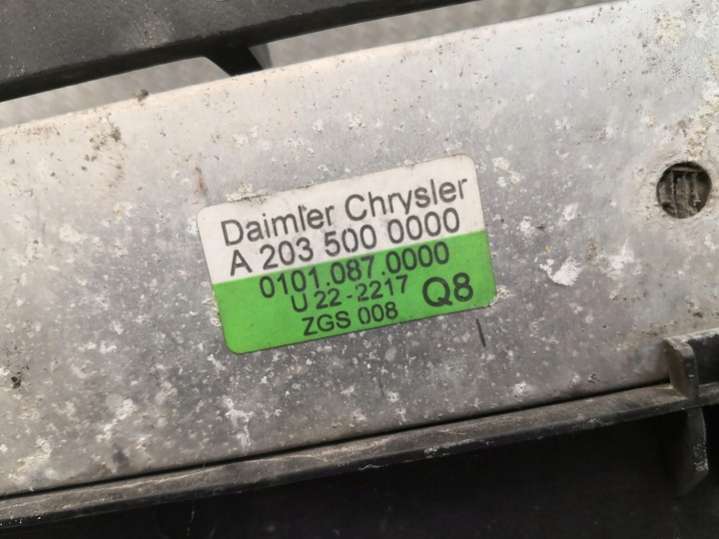 Daimler Chrysler
A 203 500 0000
0101.087.0000
U 22-2217 Q8
ZGS 008